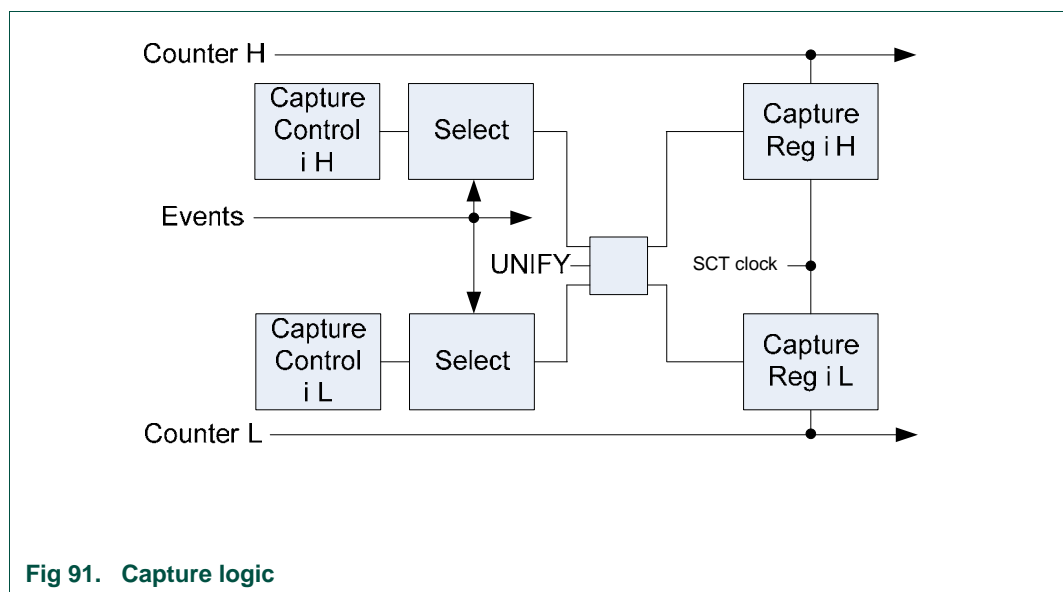 Counter H
Capture
Control
i H
Select
Capture
Reg i H
Events
UNIFY
SCT clock
Capture
Control
i L
Select
Capture
Reg i L
Counter L
Fig 91. Capture logic